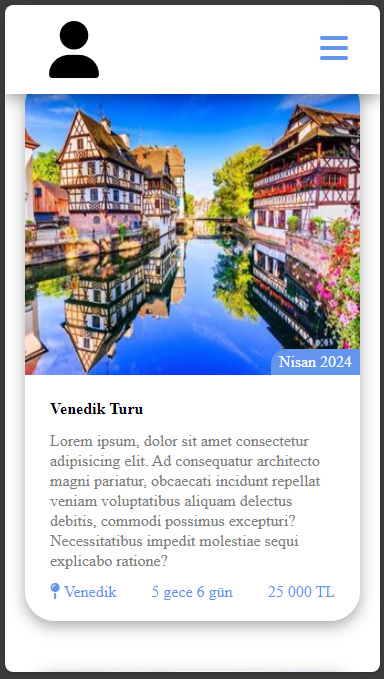 Nisan 2024
Venedik Turu
Lorem ipsum, dolor sit amet consectetur
adipisicing elit. Ad consequatur architecto
magni pariatur, obcaecati incidunt repellat
veniam voluptatibus aliquam delectus
debitis, commodi possimus excepturi?
Necessitatibus impedit molestiae sequi
explicabo ratione?
Venedik 5 gece 6 gün 25 000 TL